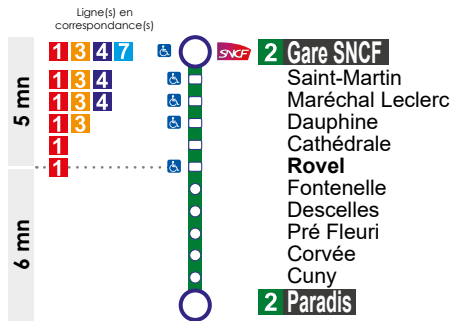 Ligne(s) en
correspondance(s)
1 3 4 7 SNCF 2 Gare SNCF
1 3 4 Saint-Martin
1 3 4 Maréchal Leclerc
1 3 Dauphine
1 Cathédrale
1 Rovel
Fontenelle
Descelles
Pré Fleuri
Corvée
Cuny
2 Paradis
5 mn
6 mn